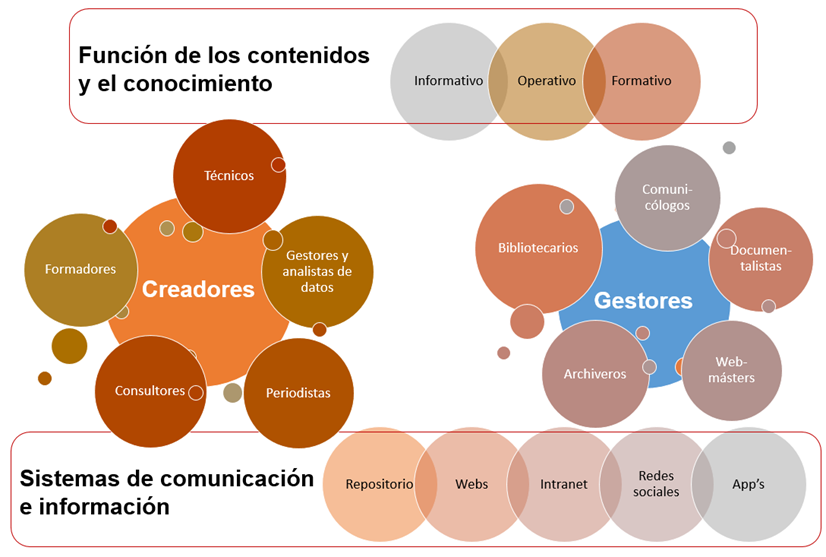 Función de los contenidos
y el conocimiento
Informativo
Operativo
Formativo
Técnicos
Formadores
Gestores y
analistas de
datos
Creadores
Consultores
Periodistas
Comuni-
cólogos
Bibliotecarios
Documen-
talistas
Gestores
Archiveros
Web-
másters
Sistemas de comunicación
e información
Repositorio
Webs
Intranet
Redes
sociales
App's